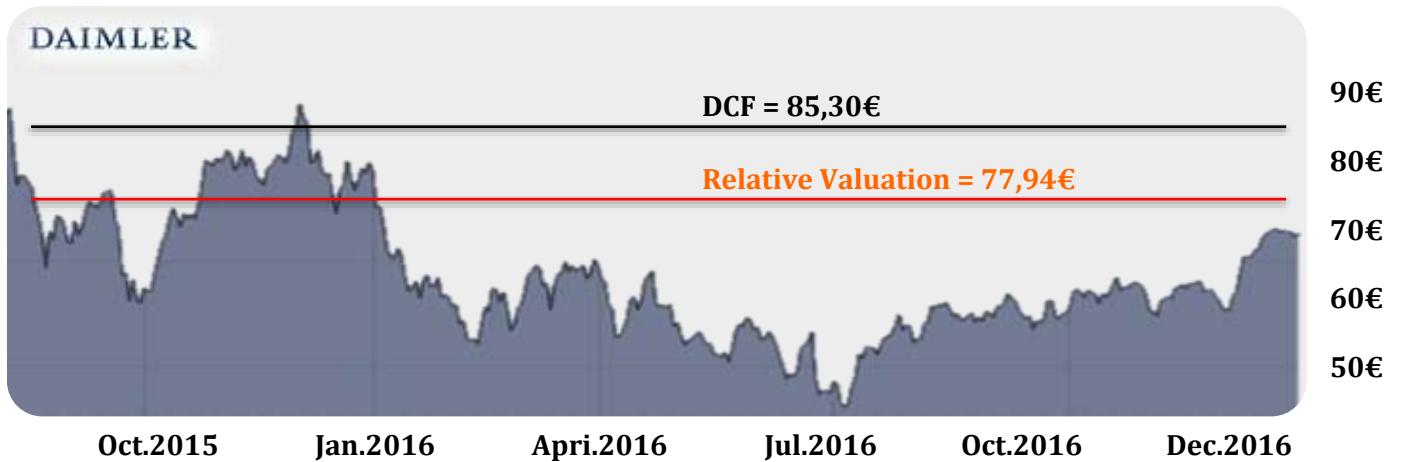 DAIMLER
DCF = 85,30€
Relative Valuation = 77,94€
90€
80€
70€
60€
50€
Oct.2015 Jan.2016 Apri.2016 Jul.2016 Oct.2016 Dec.2016